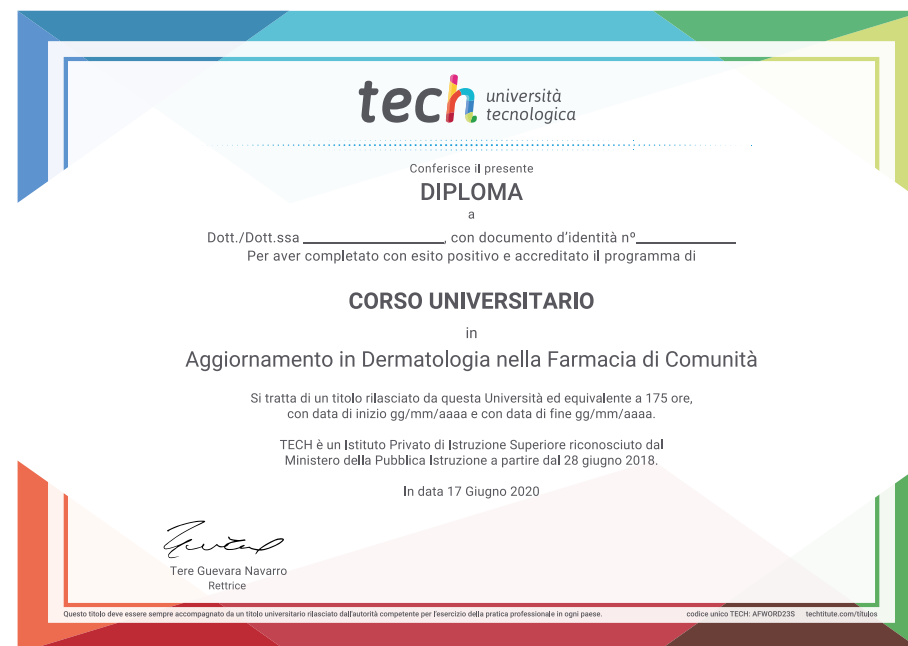 tech università
tecnologica
Conferisce il presente
DIPLOMA
a
Dott./Dott.ssa ____________________, con documento d'identità nº______________
Per aver completato con esito positivo e accreditato il programma di
CORSO UNIVERSITARIO
in
Aggiornamento in Dermatologia nella Farmacia di Comunità
Si tratta di un titolo rilasciato da questa Università ed equivalente a 175 ore,
con data di inizio gg/mm/aaaa e con data di fine gg/mm/aaaa.
TECH è un Istituto Privato di Istruzione Superiore riconosciuto dal
Ministero della Pubblica Istruzione a partire dal 28 giugno 2018.
In data 17 Giugno 2020
Tere Guevara Navarro
Rettrice
Questo titolo deve essere sempre accompagnato da un titolo universitario rilasciato dall'autorità competente per l'esercizio della pratica professionale in ogni paese. codice unico TECH: AFWORD23S techtitute.com/titulos